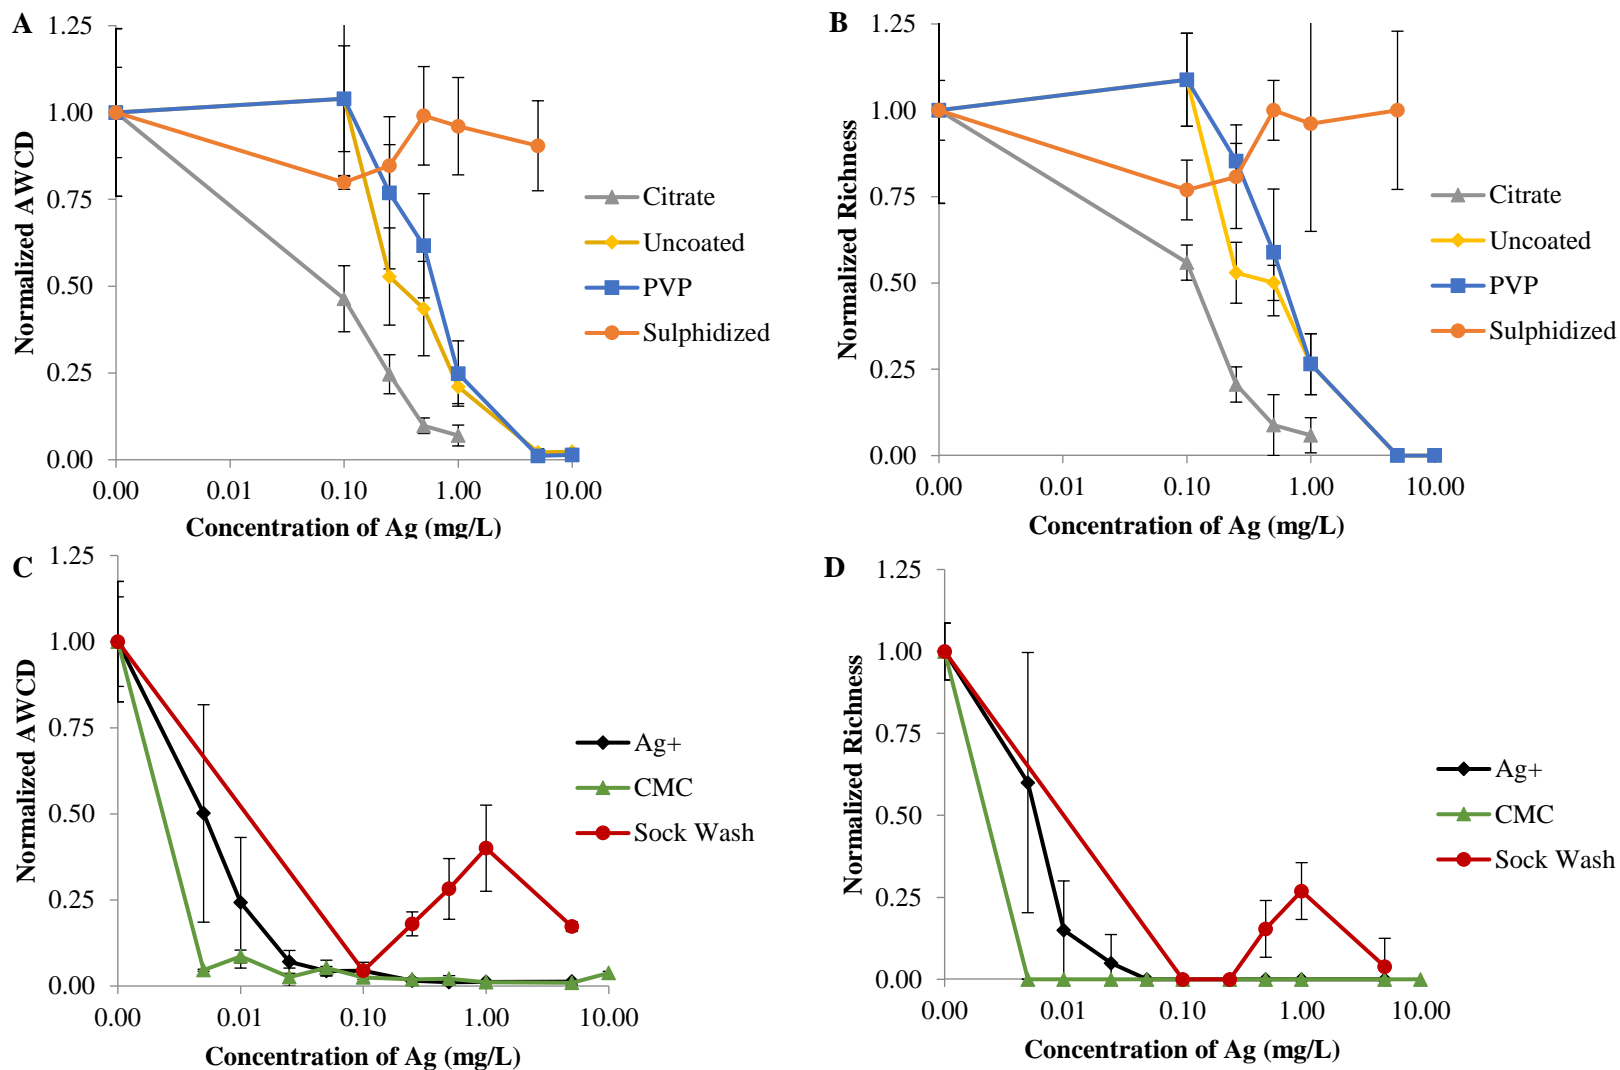 A
1.25
1.00
0.75
0.50
0.25
0.00
Normalized AWCD
0.00 0.01 0.10 1.00 10.00
Concentration of Ag (mg/L)
Citrate
Uncoated
PVP
Sulphidized
B
1.25
1.00
0.75
0.50
0.25
0.00
Normalized Richness
0.00 0.01 0.10 1.00 10.00
Concentration of Ag (mg/L)
Citrate
Uncoated
PVP
Sulphidized
C
1.25
1.00
0.75
0.50
0.25
0.00
Normalized AWCD
0.00 0.01 0.10 1.00 10.00
Concentration of Ag (mg/L)
Ag+
CMC
Sock Wash
D
1.25
1.00
0.75
0.50
0.25
0.00
Normalized Richness
0.00 0.01 0.10 1.00 10.00
Concentration of Ag (mg/L)
Ag+
CMC
Sock Wash